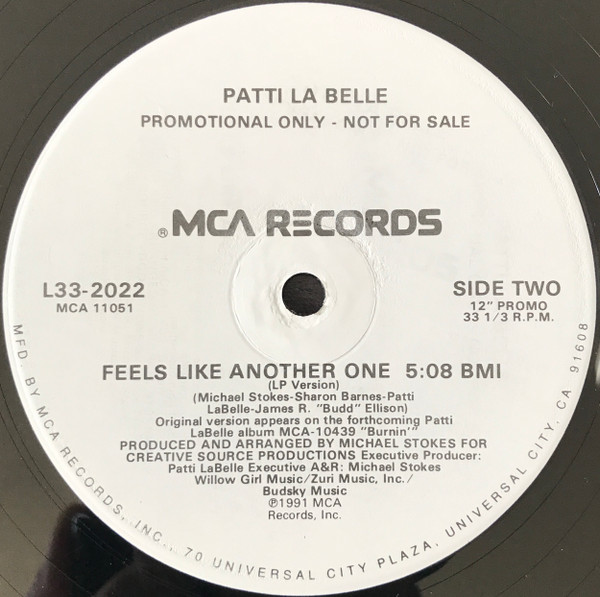 PATTI LA BELLE
PROMOTIONAL ONLY - NOT FOR SALE
®MCA RECORDS
L33-2022
MCA 11051
SIDE TWO
12" PROMO
33 1/3 R.P.M.
FEELS LIKE ANOTHER ONE 5:08 BMI
(LP Version)
(Michael Stokes-Sharon Barnes-Patti
LaBelle-James R. "Budd" Ellison)
Original version appears on the forthcoming Patti
LaBelle album MCA-10439 "Burnin'"
PRODUCED AND ARRANGED BY MICHAEL STOKES FOR
CREATIVE SOURCE PRODUCTIONS Executive Producer:
Patti LaBelle Executive A&R: Michael Stokes
Willow Girl Music/Zuri Music, Inc./
Budsky Music
℗1991 MCA
Records, Inc.
MFD. BY MCA RECORDS, INC., 70 UNIVERSAL CITY PLAZA, UNIVERSAL CITY, CA 91608